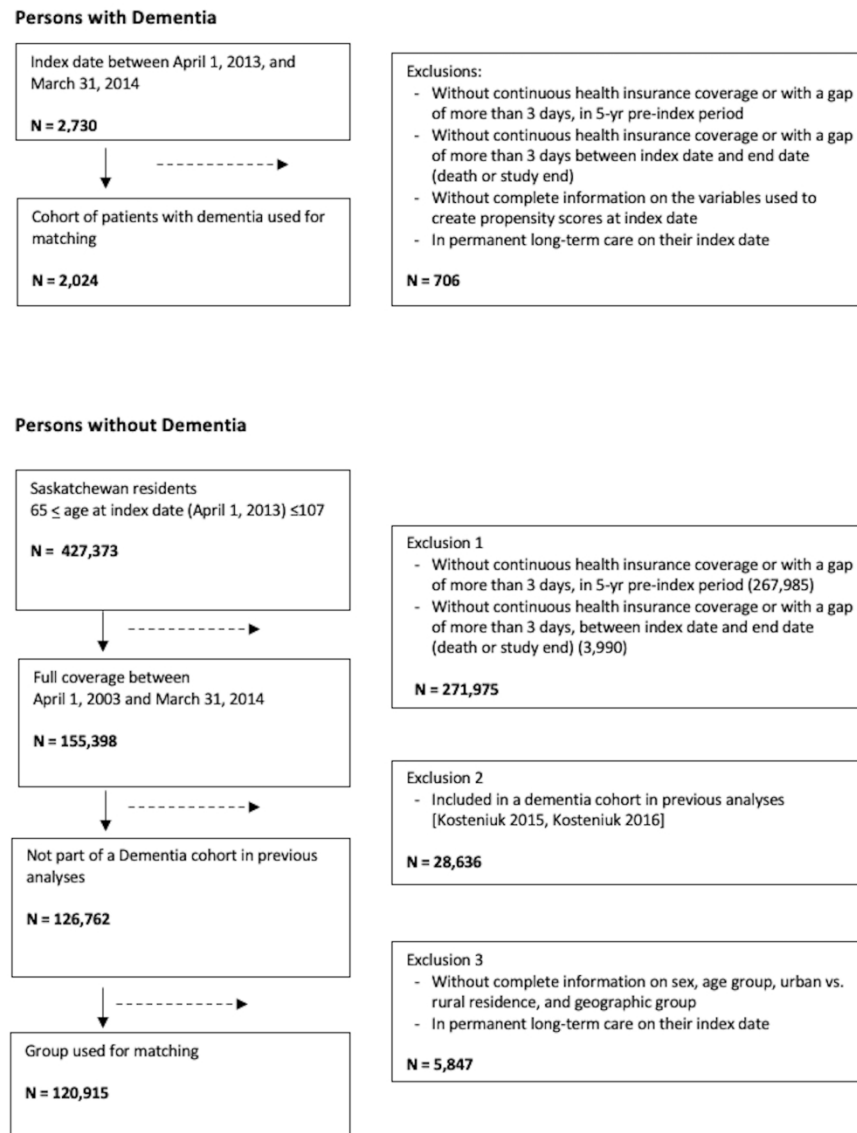 Persons with Dementia
Index date between April 1, 2013, and
March 31, 2014
N = 2,730
Cohort of patients with dementia used for
matching
N = 2,024
Exclusions:
- Without continuous health insurance coverage or with a gap
of more than 3 days, in 5-yr pre-index period
- Without continuous health insurance coverage or with a gap
of more than 3 days between index date and end date
(death or study end)
- Without complete information on the variables used to
create propensity scores at index date
- In permanent long-term care on their index date
N = 706
Persons without Dementia
Saskatchewan residents
65 ≤ age at index date (April 1, 2013) ≤107
N = 427,373
Full coverage between
April 1, 2003 and March 31, 2014
N = 155,398
Not part of a Dementia cohort in previous
analyses
N = 126,762
Group used for matching
N = 120,915
Exclusion 1
- Without continuous health insurance coverage or with a gap
of more than 3 days, in 5-yr pre-index period (267,985)
- Without continuous health insurance coverage or with a gap
of more than 3 days, between index date and end date
(death or study end) (3,990)
N = 271,975
Exclusion 2
- Included in a dementia cohort in previous analyses
[Kosteniuk 2015, Kosteniuk 2016]
N = 28,636
Exclusion 3
- Without complete information on sex, age group, urban vs.
rural residence, and geographic group
- In permanent long-term care on their index date
N = 5,847